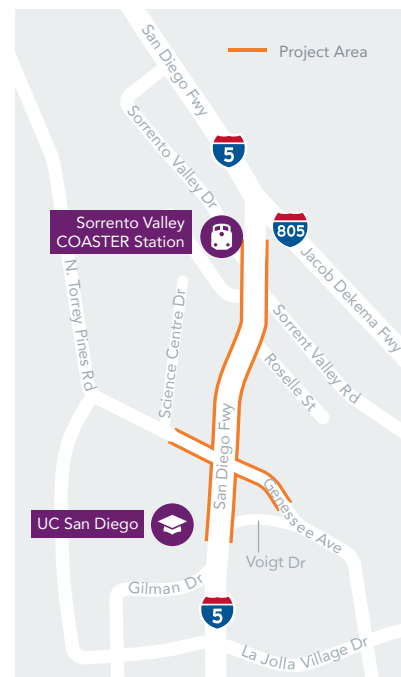 San Diego Fwy
Project Area
Sorrento Valley Dr
5
805
Sorrento Valley
COASTER Station
Jacob Dekema Fwy
N. Torrey Pines Rd
Science Centre Dr
Sorrent Valley Rd
Roselle St
San Diego Fwy
Genessee Ave
UC San Diego
Voigt Dr
Gilman Dr
5
La Jolla Village Dr